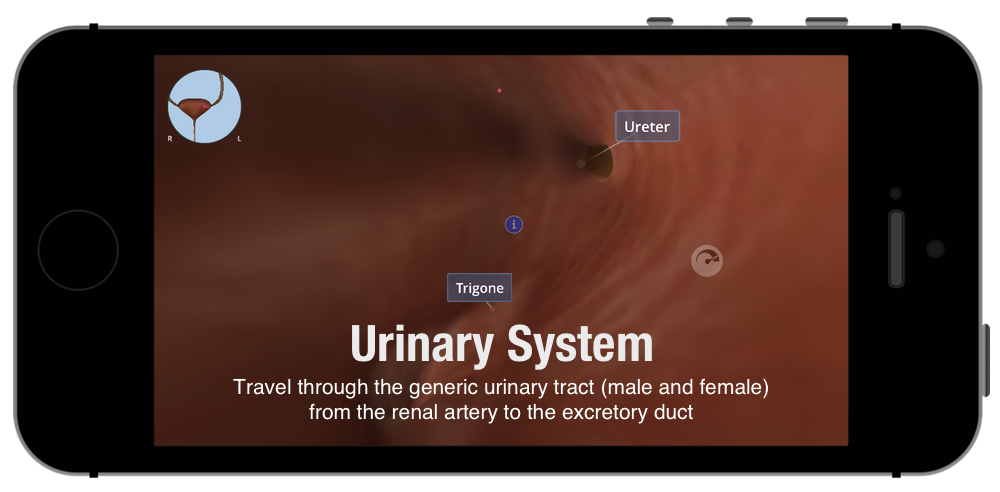 R L
Ureter
i
Trigone
Urinary System
Travel through the generic urinary tract (male and female)
from the renal artery to the excretory duct